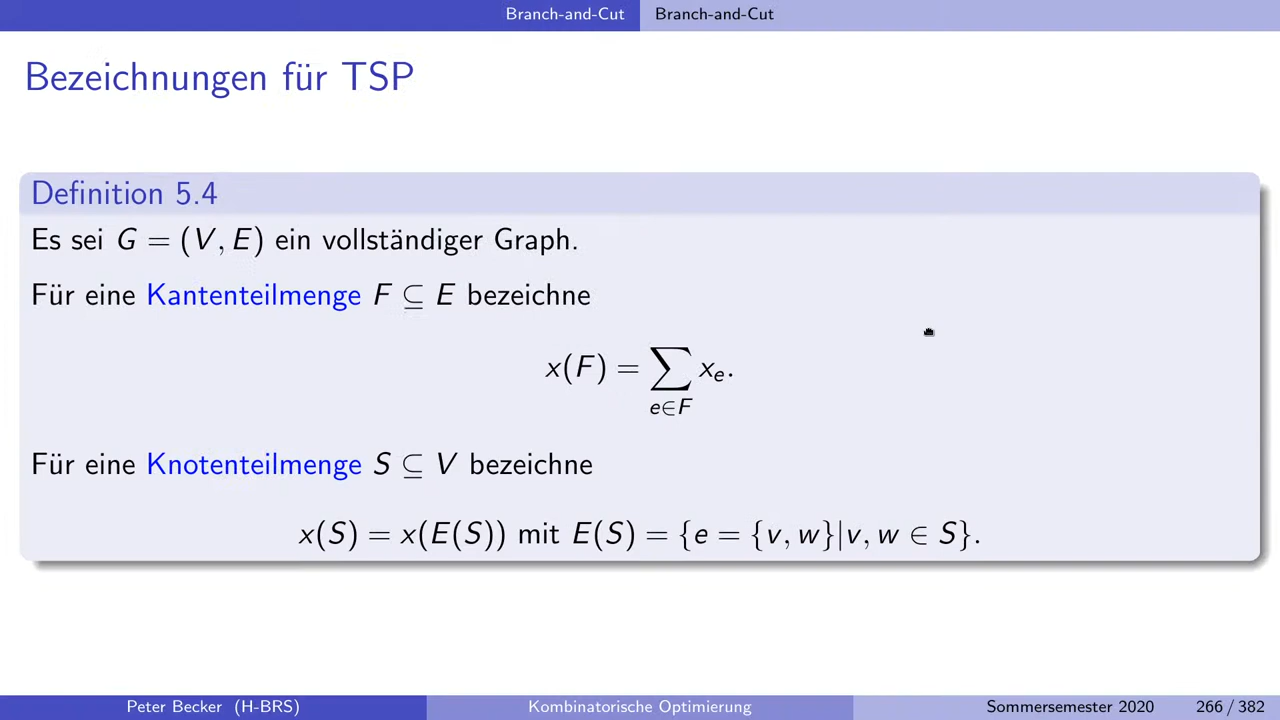 Branch-and-Cut Branch-and-Cut
Bezeichnungen für TSP
Definition 5.4
Es sei G = (V, E) ein vollständiger Graph.
Für eine Kantenteilmenge F ⊆ E bezeichne
x(F) = ∑ xₑ.
e∈F
Für eine Knotenteilmenge S ⊆ V bezeichne
x(S) = x(E(S)) mit E(S) = {e = {v, w}|v, w ∈ S}.
Peter Becker (H-BRS) Kombinatorische Optimierung Sommersemester 2020 266 / 382